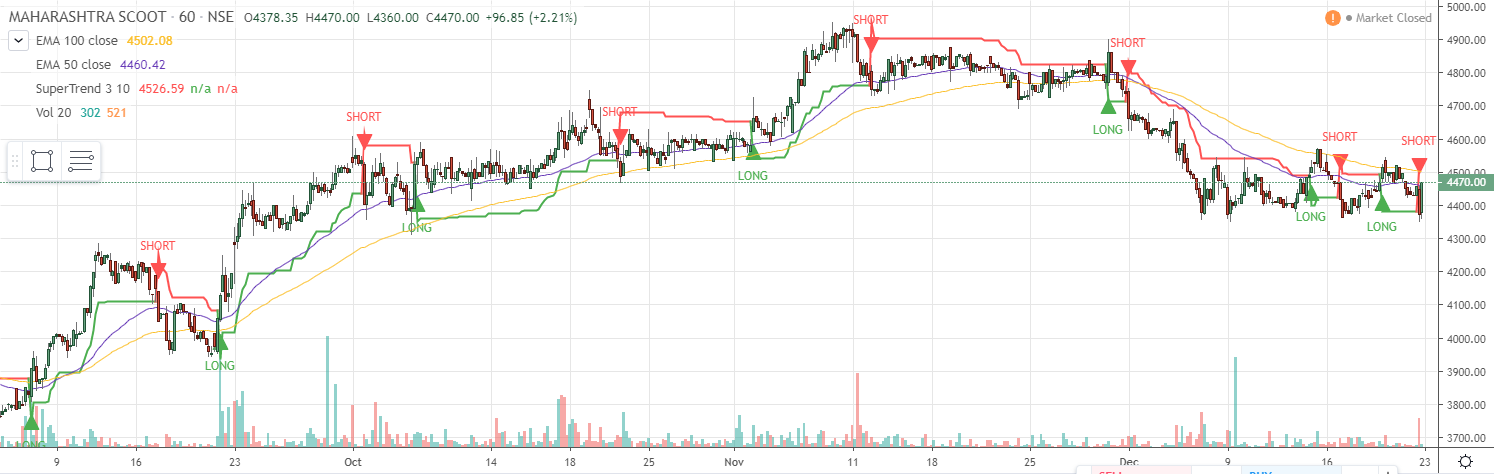 MAHARASHTRA SCOOT · 60 · NSE O4378.35 H4470.00 L4360.00 C4470.00 +96.85 (+2.21%)
! Market Closed
EMA 100 close 4502.08
EMA 50 close 4460.42
SuperTrend 3 10 4526.59 n/a n/a
Vol 20 302 521
SHORT
SHORT
SHORT
SHORT
SHORT
SHORT
SHORT
LONG
LONG
LONG
LONG
LONG
LONG
LONG
5000.00
4900.00
4800.00
4700.00
4600.00
4500.00
4470.00
4400.00
4300.00
4200.00
4100.00
4000.00
3900.00
3800.00
3700.00
9 16 23 Oct 14 18 25 Nov 11 18 25 Dec 9 16 23
SELL BUY